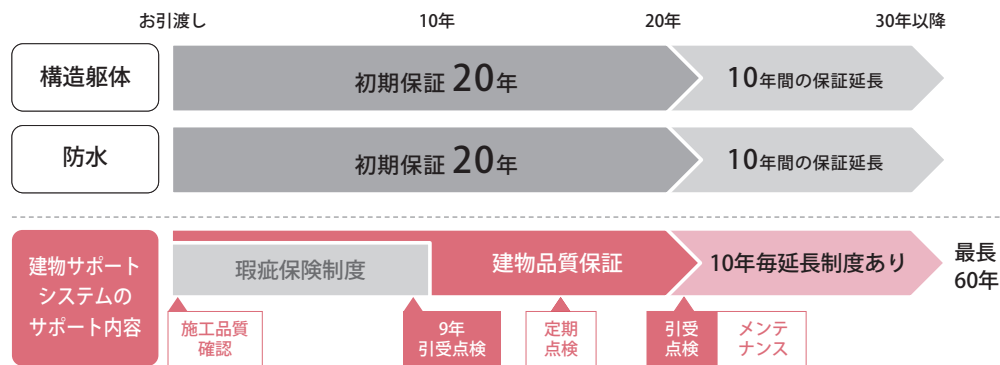 お引渡し 10年 20年 30年以降
構造躯体 初期保証 20年 10年間の保証延長
防水 初期保証 20年 10年間の保証延長
建物サポート
システムの
サポート内容
瑕疵保険制度 建物品質保証 10年毎延長制度あり
最長
60年
施工品質
確認
9年
引受点検
定期
点検
引受
点検
メンテ
ナンス